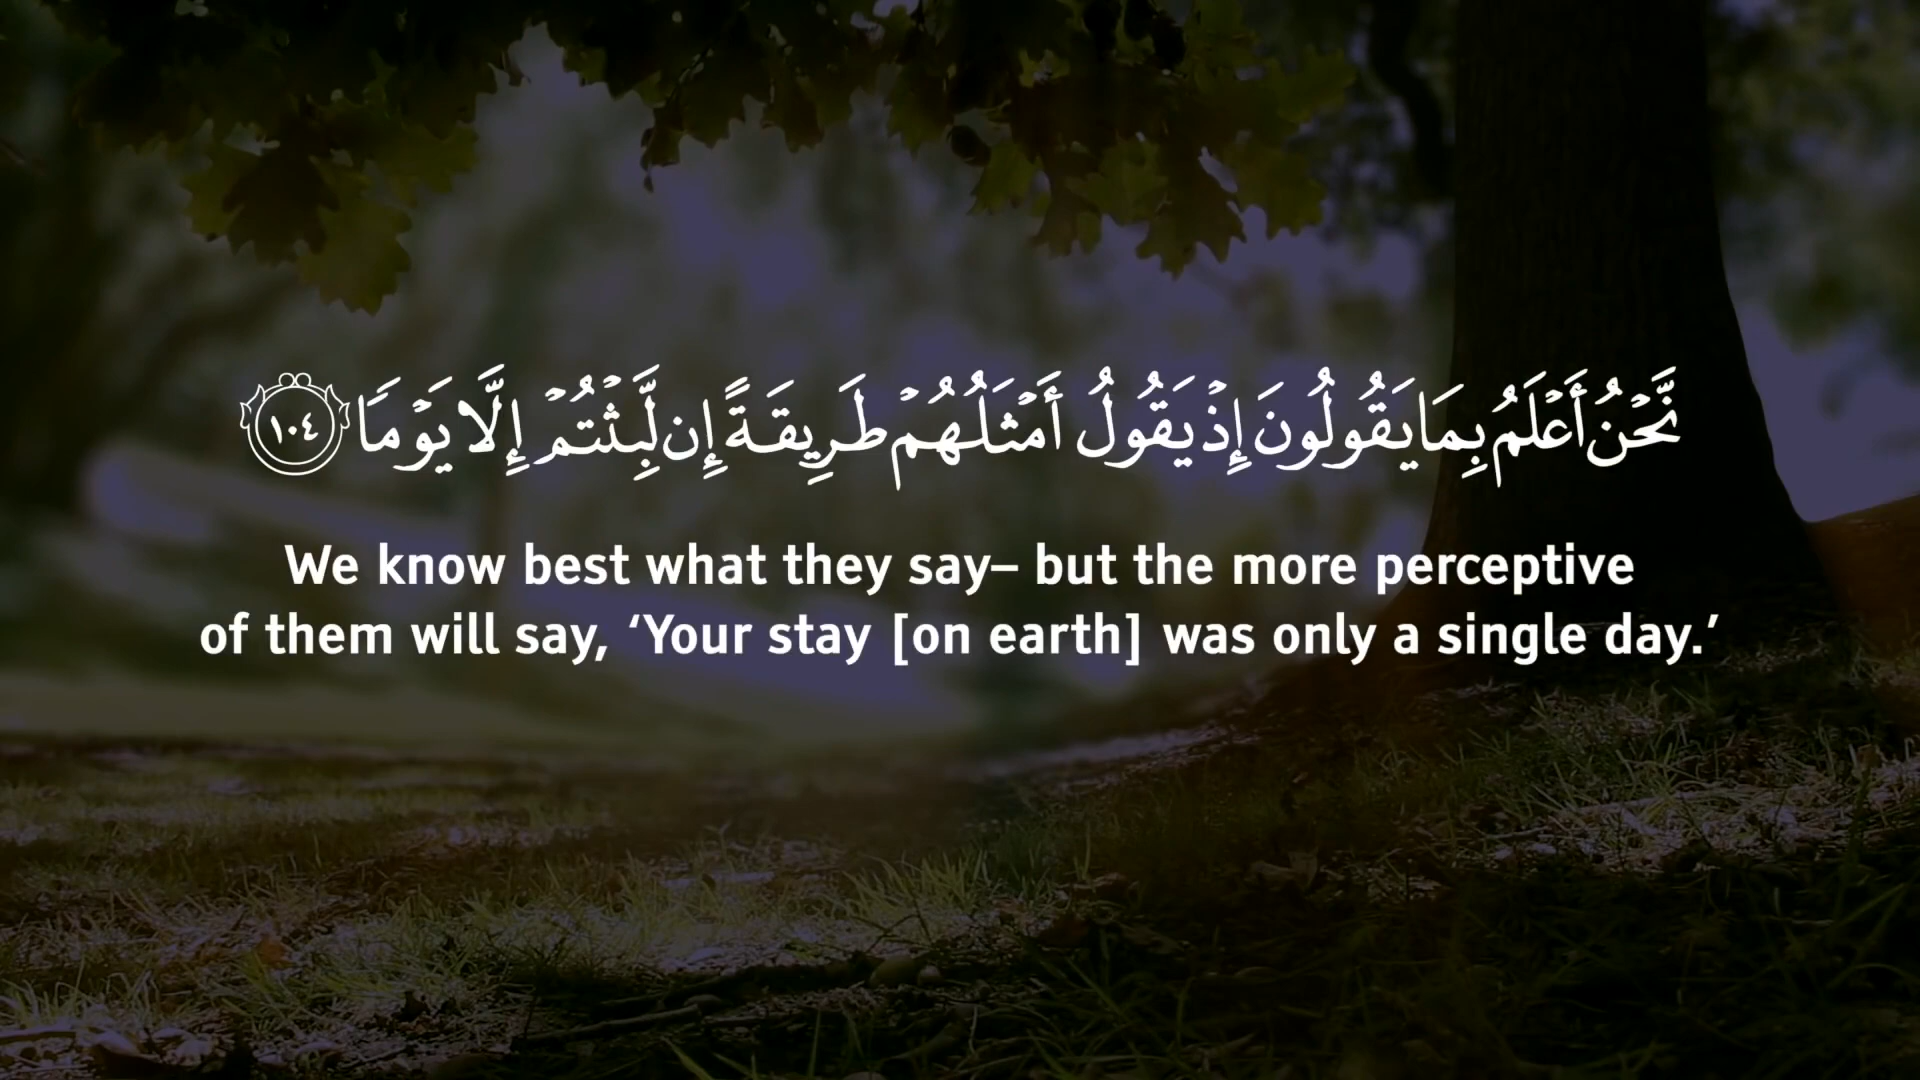 نَّحْنُ أَعْلَمُ بِمَا يَقُولُونَ إِذْ يَقُولُ أَمْثَلُهُمْ طَرِيقَةً إِن لَّبِثْتُمْ إِلَّا يَوْمًا ١٠٤
We know best what they say– but the more perceptive
of them will say, ‘Your stay [on earth] was only a single day.’